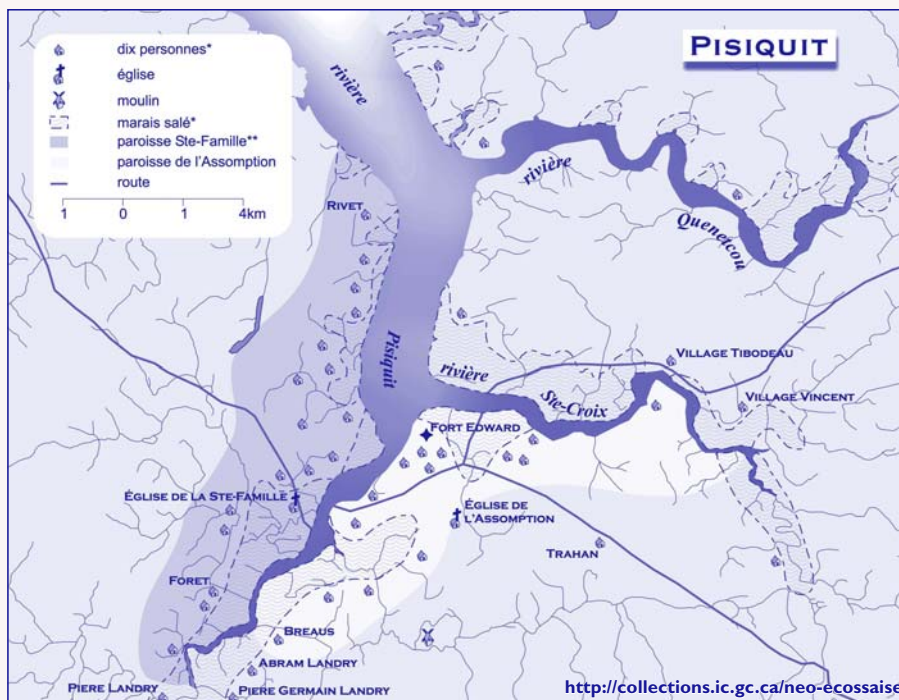 PISIQUIT
dix personnes*
église
moulin
marais salé*
paroisse Ste-Famille**
paroisse de l'Assomption
route
1 0 1 4km
rivière
rivière
Quenetcou
RIVET
Pisiquit
rivière
Ste-Croix
VILLAGE TIBODEAU
VILLAGE VINCENT
FORT EDWARD
ÉGLISE DE LA STE-FAMILLE
ÉGLISE DE
L'ASSOMPTION
TRAHAN
FORET
BREAUS
ABRAM LANDRY
PIERE LANDRY
PIERE GERMAIN LANDRY
http://collections.ic.gc.ca/neo-ecossaise